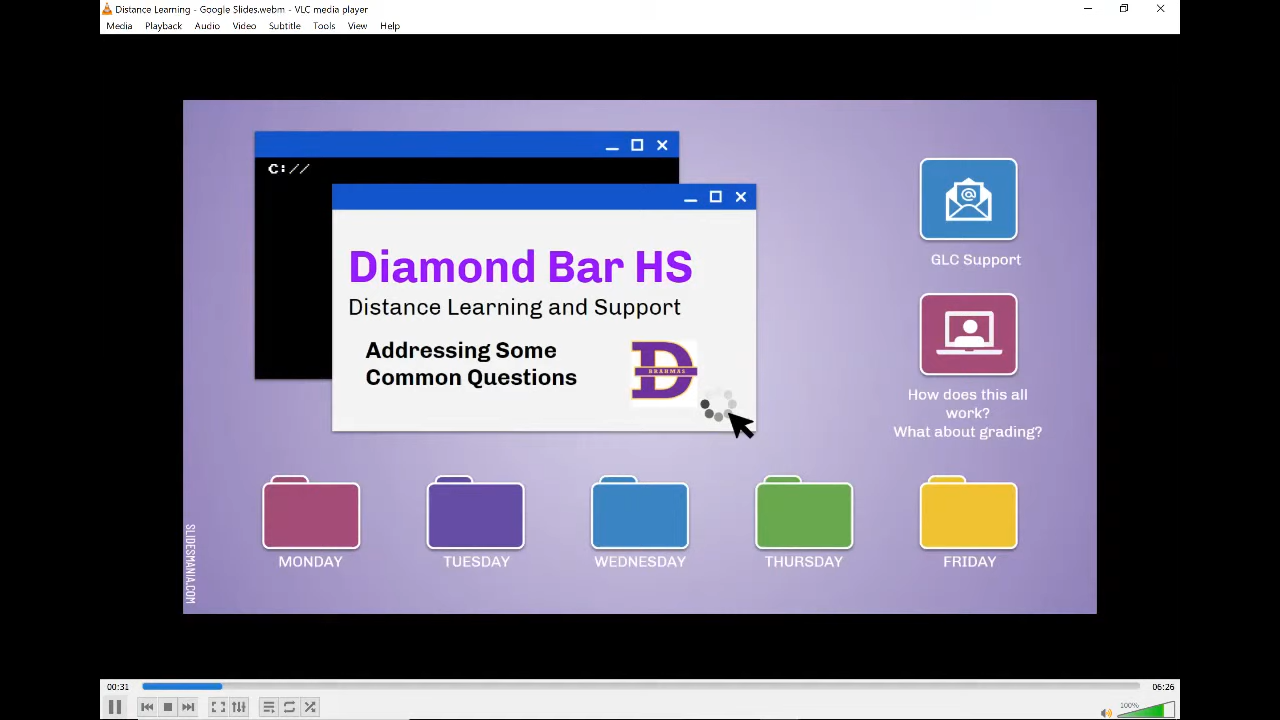 Distance Learning - Google Slides.webm - VLC media player
Media Playback Audio Video Subtitle Tools View Help
C://
Diamond Bar HS
Distance Learning and Support
Addressing Some
Common Questions
D
BRAHMAS
GLC Support
How does this all
work?
What about grading?
MONDAY TUESDAY WEDNESDAY THURSDAY FRIDAY
SLIDESMANIA.COM
00:31 06:26
100%